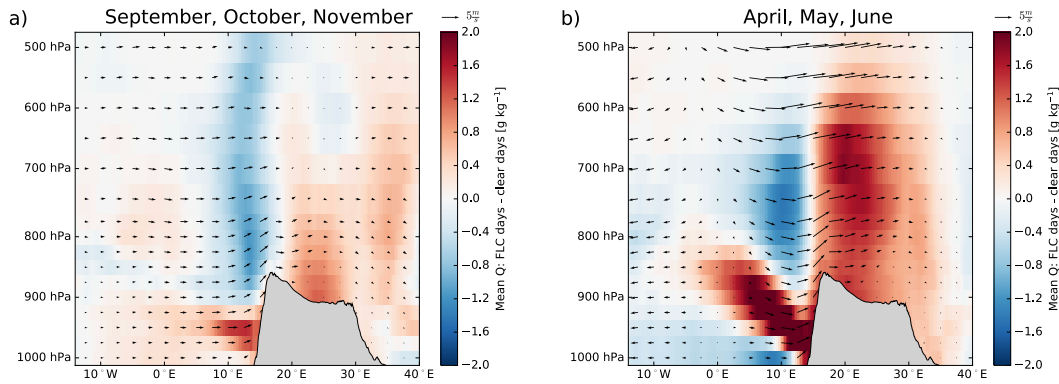 a) September, October, November
5 m/s
500 hPa
600 hPa
700 hPa
800 hPa
900 hPa
1000 hPa
10°W
0°E
10°E
20°E
30°E
40°E
2.0
1.6
1.2
0.8
0.4
0.0
−0.4
−0.8
−1.2
−1.6
−2.0
Mean Q: FLC days - clear days [g kg⁻¹]
b) April, May, June
5 m/s
500 hPa
600 hPa
700 hPa
800 hPa
900 hPa
1000 hPa
10°W
0°E
10°E
20°E
30°E
40°E
2.0
1.6
1.2
0.8
0.4
0.0
−0.4
−0.8
−1.2
−1.6
−2.0
Mean Q: FLC days - clear days [g kg⁻¹]